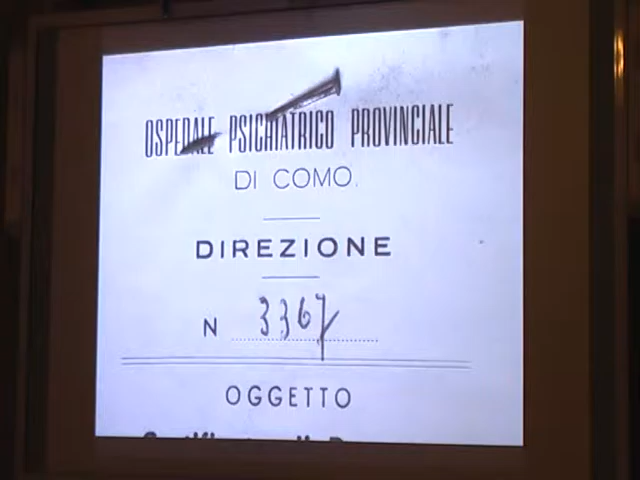 OSPEDALE PSICHIATRICO PROVINCIALE
DI COMO.
DIREZIONE
N 3367
OGGETTO